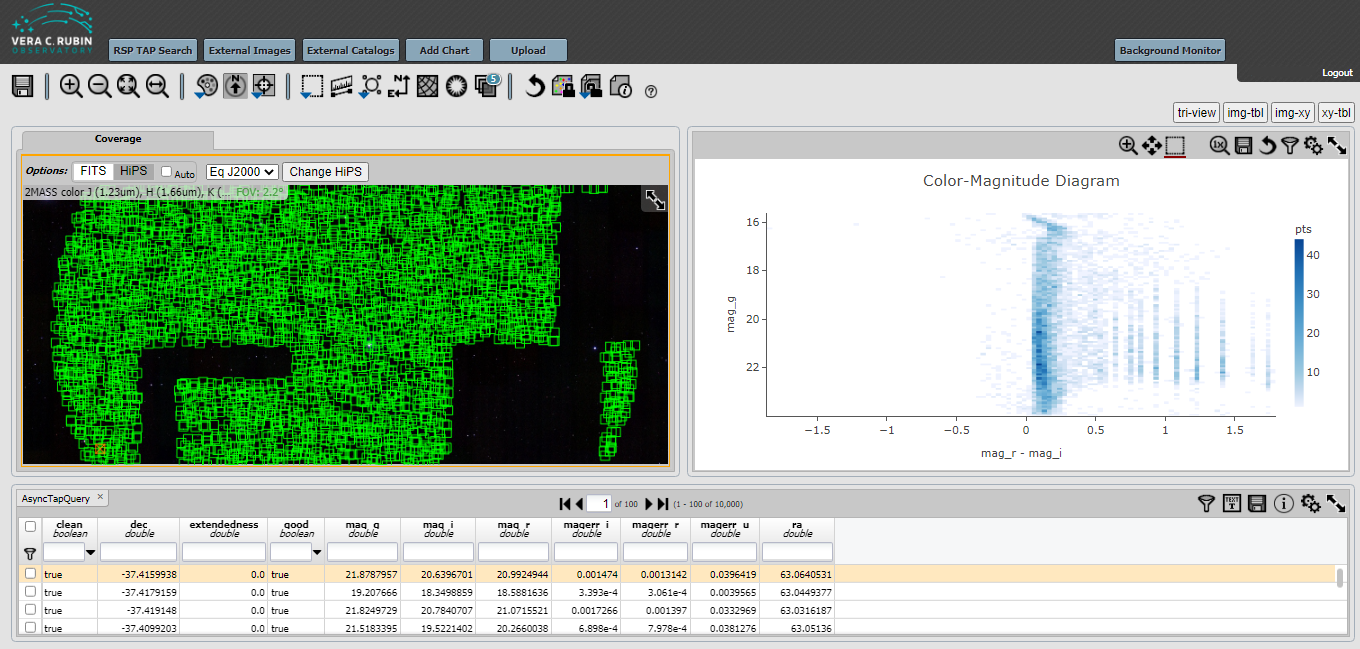 VERA C. RUBIN
OBSERVATORY
RSP TAP Search
External Images
External Catalogs
Add Chart
Upload
Background Monitor
Logout
N
5
tri-view
img-tbl
img-xy
xy-tbl
Coverage
Options:
FITS
HiPS
Auto
Eq J2000
Change HiPS
2MASS color J (1.23um), H (1.66um), K (... FOV: 2.2°
1x
Color-Magnitude Diagram
16
18
20
22
mag_g
−1.5
−1
−0.5
0
0.5
1
1.5
mag_r - mag_i
pts
40
30
20
10
AsyncTapQuery ×
1 of 100 (1 - 100 of 10,000)
TEXT
T
clean dec extendedness good mag_g mag_i mag_r magerr_i magerr_r magerr_u ra
boolean double double boolean double double double double double double double
true -37.4159938 0.0 true 21.8787957 20.6396701 20.9924944 0.001474 0.0013142 0.0396419 63.0640531
true -37.4179159 0.0 true 19.207666 18.3498859 18.5881636 3.393e-4 3.061e-4 0.0039565 63.0449377
true -37.419148 0.0 true 21.8249729 20.7840707 21.0715521 0.0017266 0.001397 0.0332969 63.0316187
true -37.4099203 0.0 true 21.5183395 19.5221402 20.2660038 6.898e-4 7.978e-4 0.0381276 63.05136